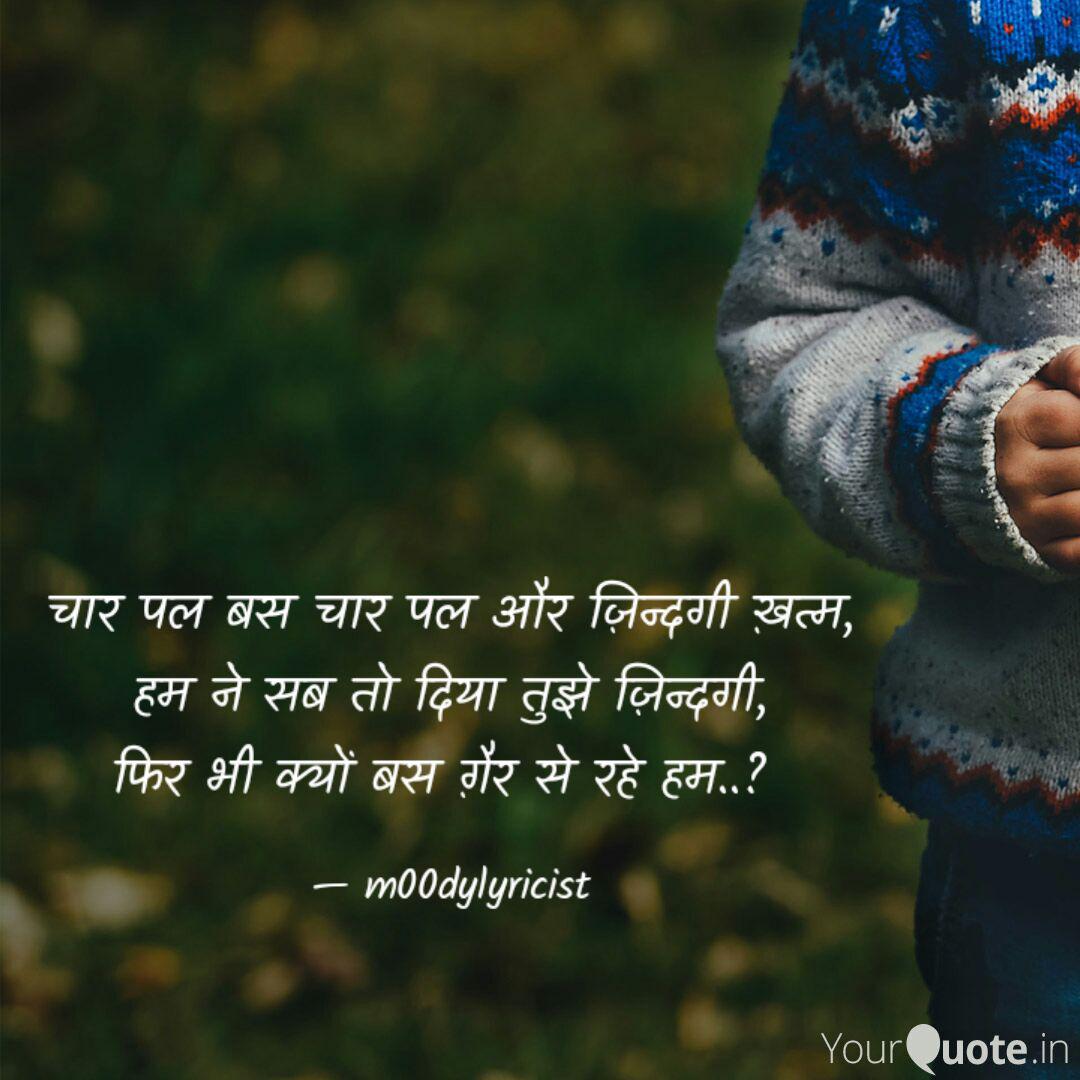 चार पल बस चार पल और ज़िन्दगी ख़त्म,
हम ने सब तो दिया तुझे ज़िन्दगी,
फिर भी क्यों बस ग़ैर से रहे हम..?
— m00dylyricist
YourQuote.in